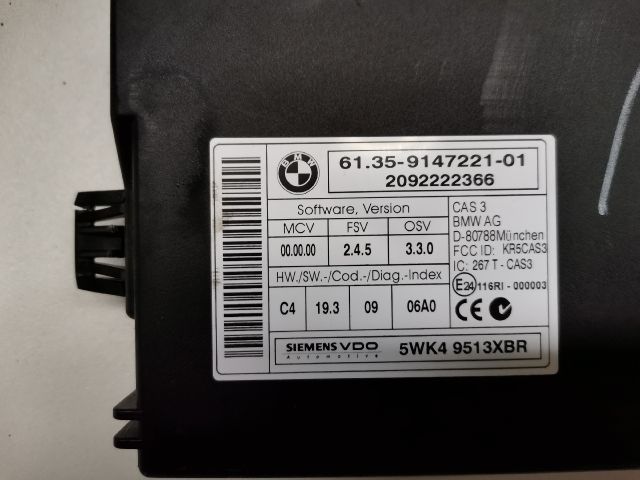 BMW
61.35-9147221-01
2092222366
Software, Version
MCV FSV OSV
00.00.00 2.4.5 3.3.0
HW./SW.-/Cod.-/Diag.-Index
C4 19.3 09 06A0
CAS 3
BMW AG
D-80788München
FCC ID: KR5CAS3
IC: 267 T - CAS3
E24 116RI - 000003
CE
SIEMENS VDO
Automotive
5WK4 9513XBR